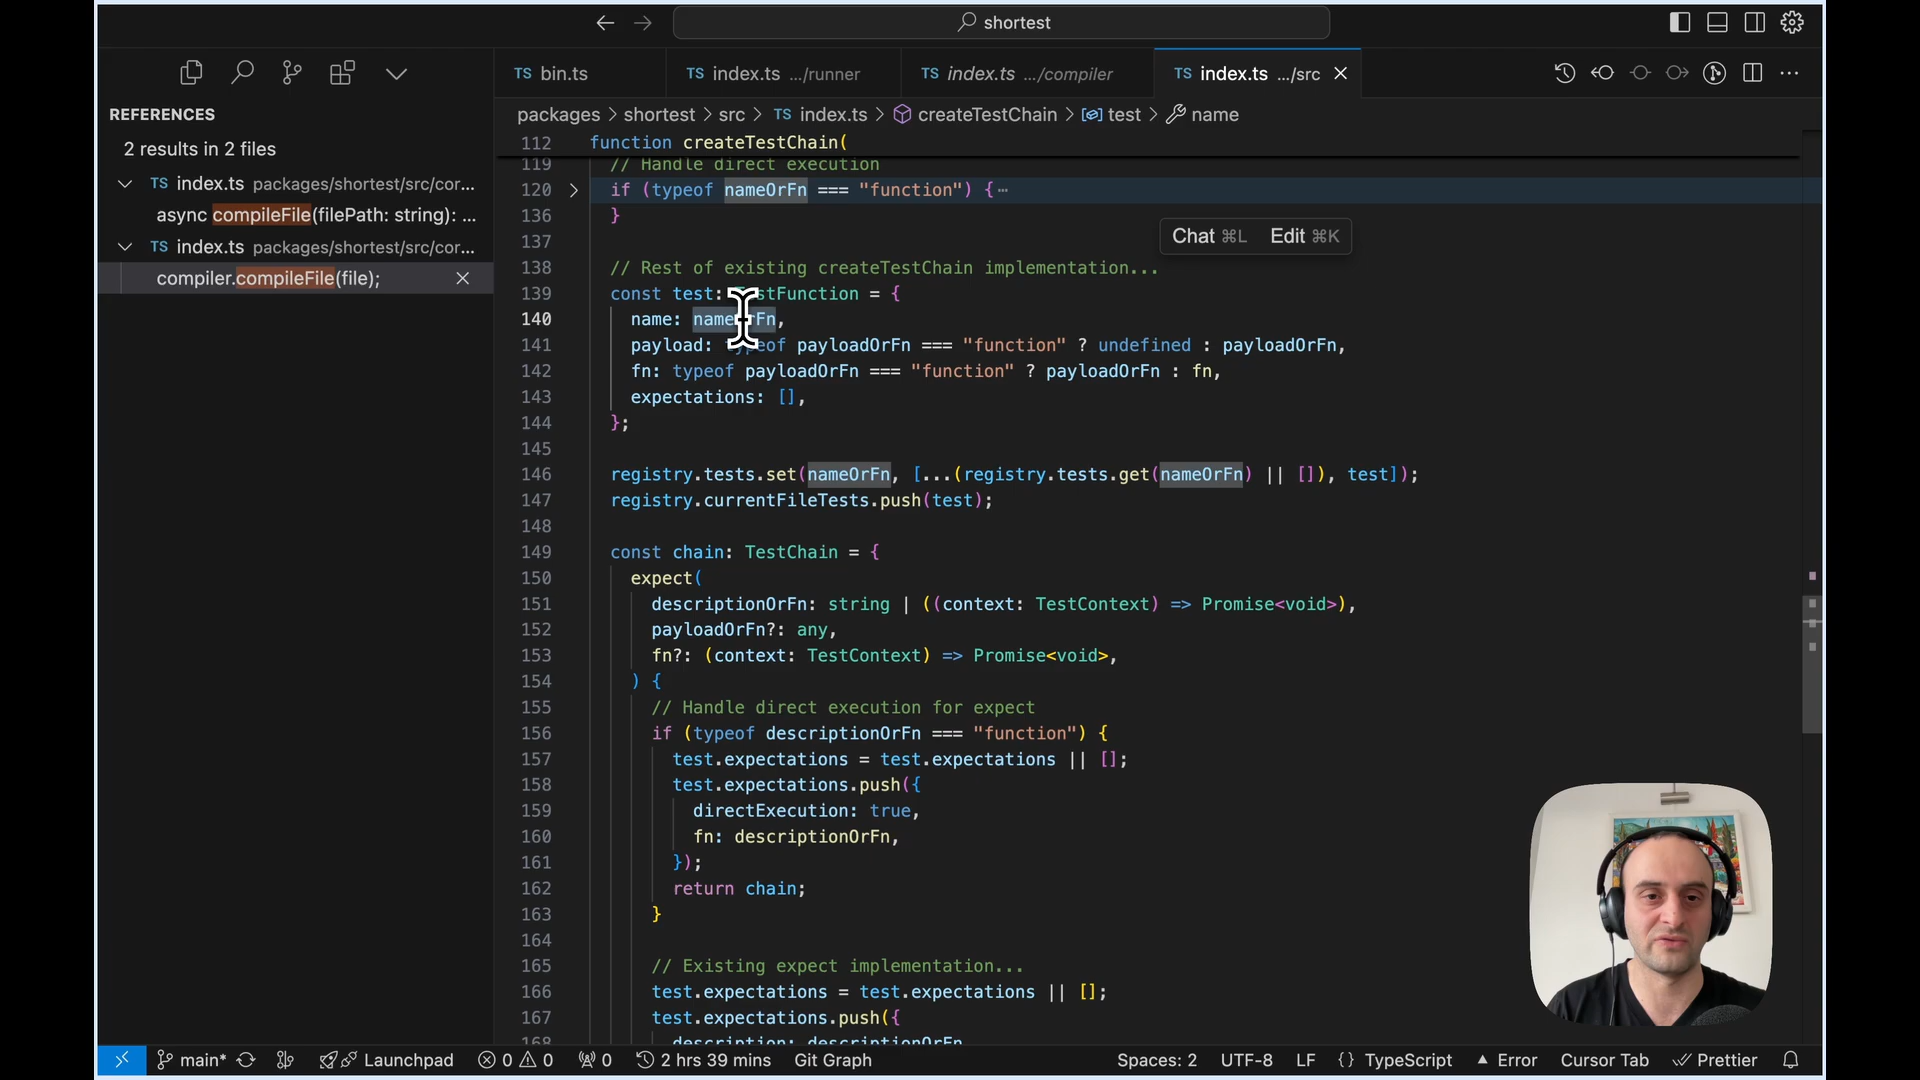 shortest
TS bin.ts
TS index.ts .../runner
TS index.ts .../compiler
TS index.ts .../src
REFERENCES
2 results in 2 files
TS index.ts packages/shortest/src/cor...
async compileFile(filePath: string): ...
TS index.ts packages/shortest/src/cor...
compiler.compileFile(file);
packages > shortest > src > TS index.ts > createTestChain > test > name
112 function createTestChain(
119 // Handle direct execution
120 if (typeof nameOrFn === "function") {…
136 }
Chat ⌘L Edit ⌘K
137
138 // Rest of existing createTestChain implementation...
139 const test: TestFunction = {
140 name: nameOrFn,
141 payload: typeof payloadOrFn === "function" ? undefined : payloadOrFn,
142 fn: typeof payloadOrFn === "function" ? payloadOrFn : fn,
143 expectations: [],
144 };
145
146 registry.tests.set(nameOrFn, [...(registry.tests.get(nameOrFn) || []), test]);
147 registry.currentFileTests.push(test);
148
149 const chain: TestChain = {
150 expect(
151 descriptionOrFn: string | ((context: TestContext) => Promise<void>),
152 payloadOrFn?: any,
153 fn?: (context: TestContext) => Promise<void>,
154 ) {
155 // Handle direct execution for expect
156 if (typeof descriptionOrFn === "function") {
157 test.expectations = test.expectations || [];
158 test.expectations.push({
159 directExecution: true,
160 fn: descriptionOrFn,
161 });
162 return chain;
163 }
164
165 // Existing expect implementation...
166 test.expectations = test.expectations || [];
167 test.expectations.push({
168 description: descriptionOrFn
main* Launchpad 0 0 0 2 hrs 39 mins Git Graph Spaces: 2 UTF-8 LF {} TypeScript Error Cursor Tab Prettier